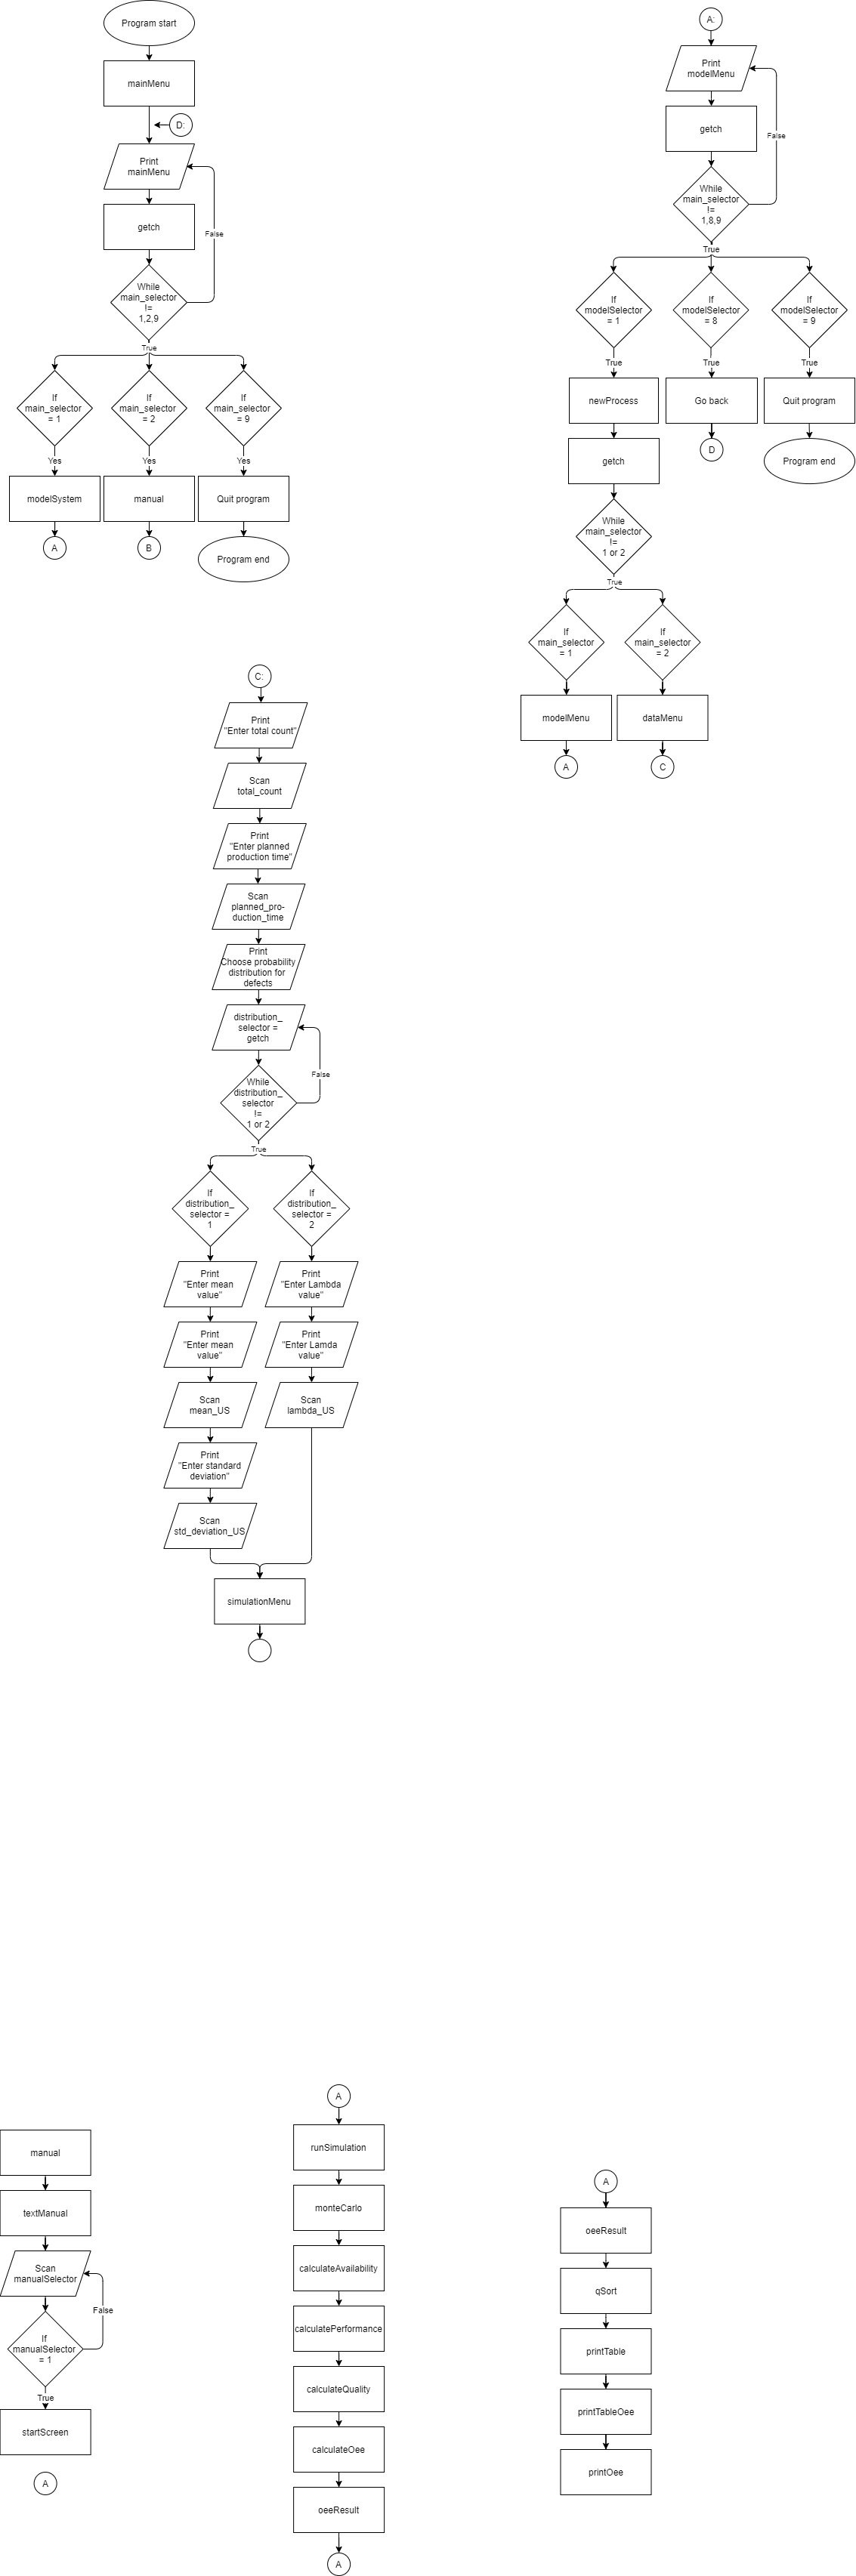 Program start
mainMenu
D:
Print
mainMenu
getch
False
While
main_selector
!=
1,2,9
True
If
main_selector
= 1
If
main_selector
= 2
If
main_selector
= 9
Yes
Yes
Yes
modelSystem
manual
Quit program
A
B
Program end
A:
Print
modelMenu
getch
False
While
main_selector
!=
1,8,9
True
If
modelSelector
= 1
If
modelSelector
= 8
If
modelSelector
= 9
True
True
True
newProcess
Go back
Quit program
D
Program end
getch
While
main_selector
!=
1 or 2
True
If
main_selector
= 1
If
main_selector
= 2
modelMenu
dataMenu
A
C
C:
Print
"Enter total count"
Scan
total_count
Print
"Enter planned
production time"
Scan
planned_pro-
duction_time
Print
Choose probability
distribution for
defects
distribution_
selector =
getch
False
While
distribution_
selector
!=
1 or 2
True
If
distribution_
selector =
1
If
distribution_
selector =
2
Print
"Enter mean
value"
Print
"Enter Lambda
value"
Print
"Enter mean
value"
Print
"Enter Lamda
value"
Scan
mean_US
Scan
lambda_US
Print
"Enter standard
deviation"
Scan
std_deviation_US
simulationMenu
manual
textManual
Scan
manualSelector
False
If
manualSelector
= 1
True
startScreen
A
A
runSimulation
monteCarlo
calculateAvailability
calculatePerformance
calculateQuality
calculateOee
oeeResult
A
A
oeeResult
qSort
printTable
printTableOee
printOee